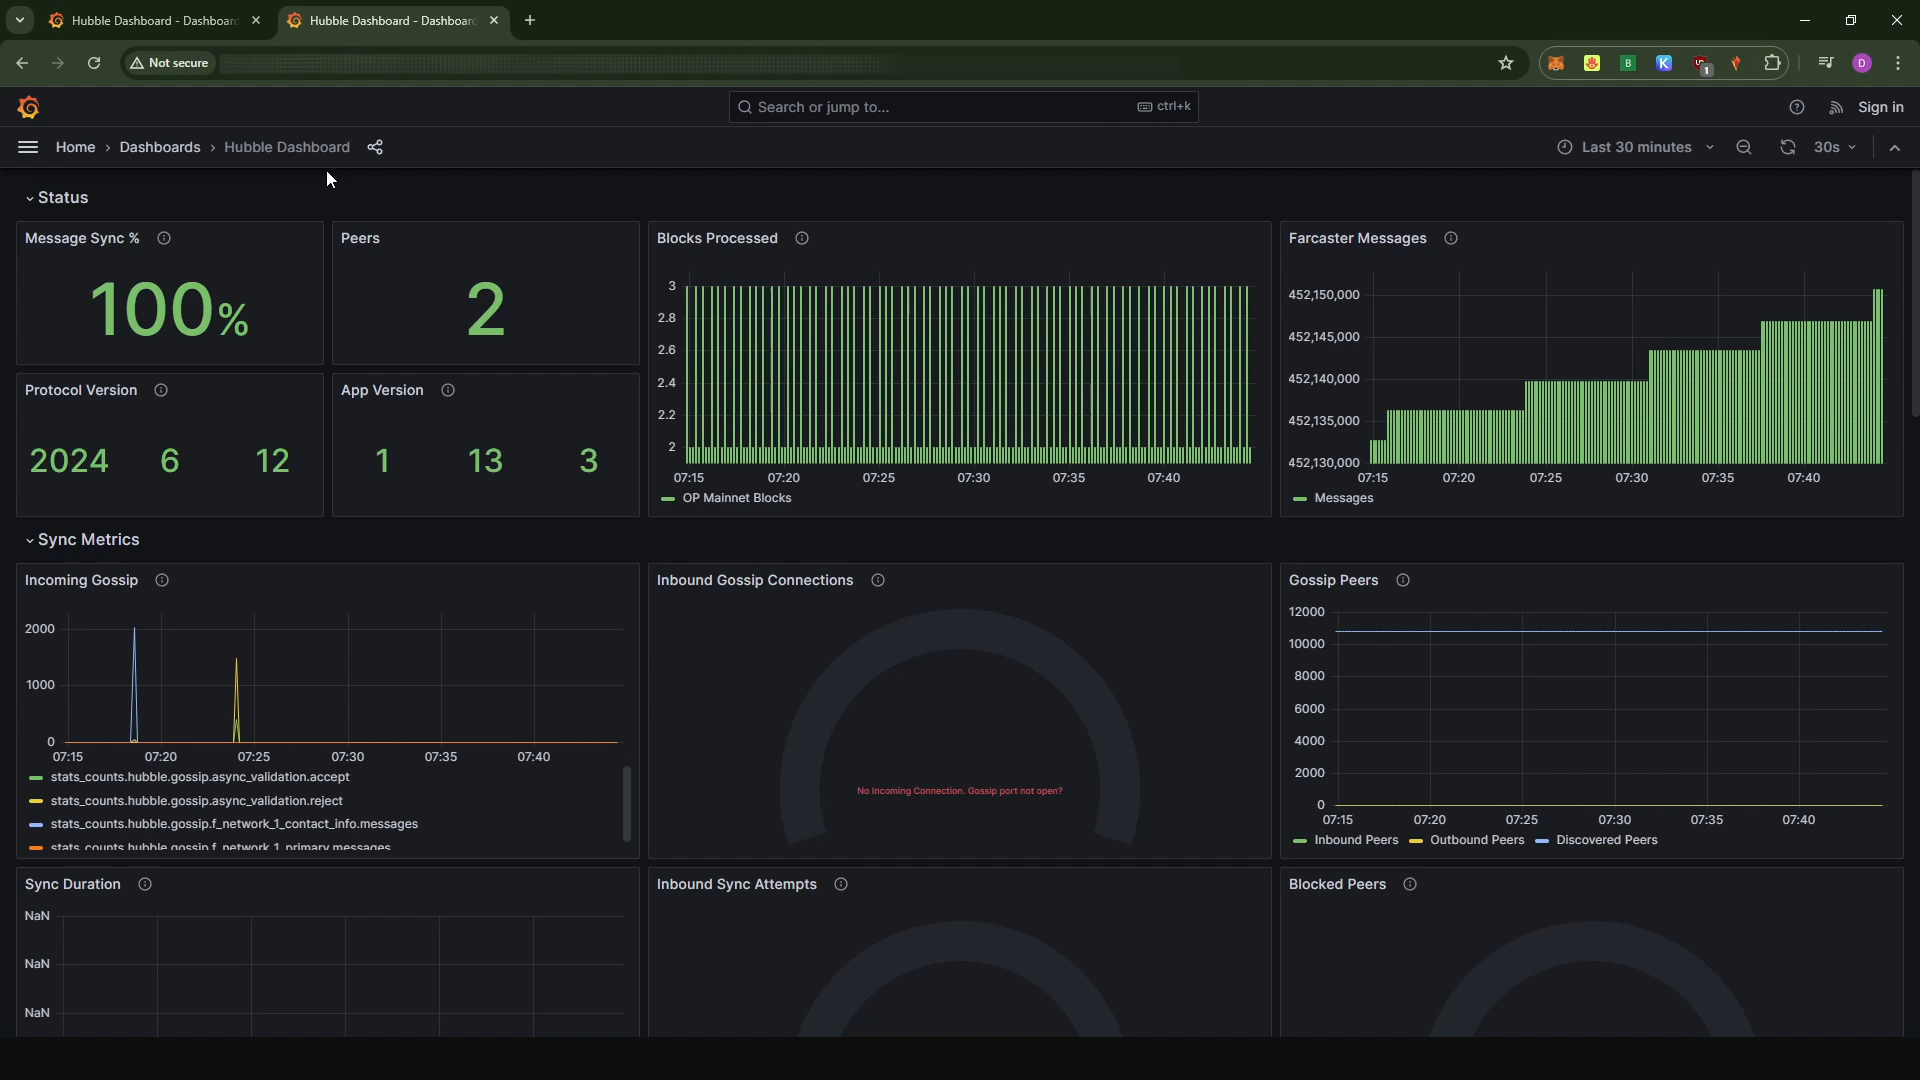 Hubble Dashboard - Dashboar
Hubble Dashboard - Dashboar
Not secure
B
K
1
D
Search or jump to...
ctrl+k
Sign in
Home › Dashboards › Hubble Dashboard
Last 30 minutes
30s
Status
Message Sync %
100%
Peers
2
Protocol Version
2024 6 12
App Version
1 13 3
Blocks Processed
3
2.8
2.6
2.4
2.2
2
07:15 07:20 07:25 07:30 07:35 07:40
OP Mainnet Blocks
Farcaster Messages
452,150,000
452,145,000
452,140,000
452,135,000
452,130,000
07:15 07:20 07:25 07:30 07:35 07:40
Messages
Sync Metrics
Incoming Gossip
2000
1000
0
07:15 07:20 07:25 07:30 07:35 07:40
stats_counts.hubble.gossip.async_validation.accept
stats_counts.hubble.gossip.async_validation.reject
stats_counts.hubble.gossip.f_network_1_contact_info.messages
stats_counts.hubble.gossip.f_network_1_primary.messages
Inbound Gossip Connections
No Incoming Connection. Gossip port not open?
Gossip Peers
12000
10000
8000
6000
4000
2000
0
07:15 07:20 07:25 07:30 07:35 07:40
Inbound Peers Outbound Peers Discovered Peers
Sync Duration
NaN
NaN
NaN
Inbound Sync Attempts
Blocked Peers